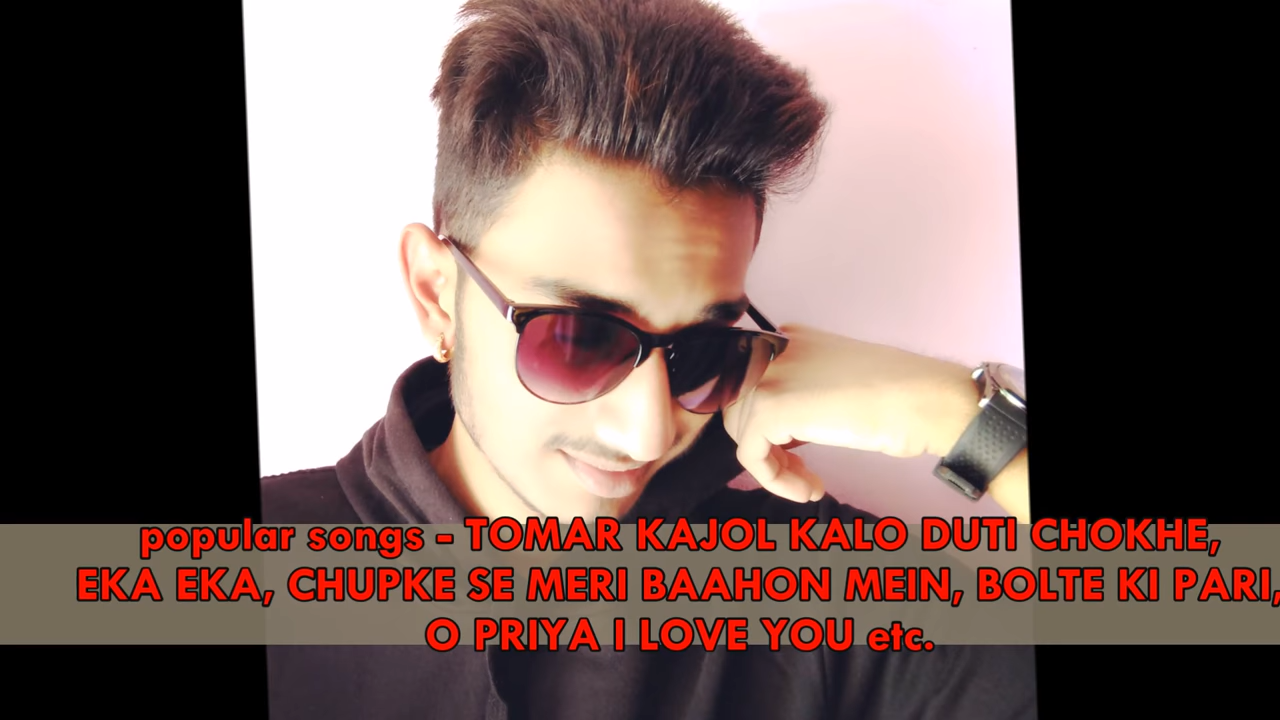 popular songs - TOMAR KAJOL KALO DUTI CHOKHE,
EKA EKA, CHUPKE SE MERI BAAHON MEIN, BOLTE KI PARI,
O PRIYA I LOVE YOU etc.